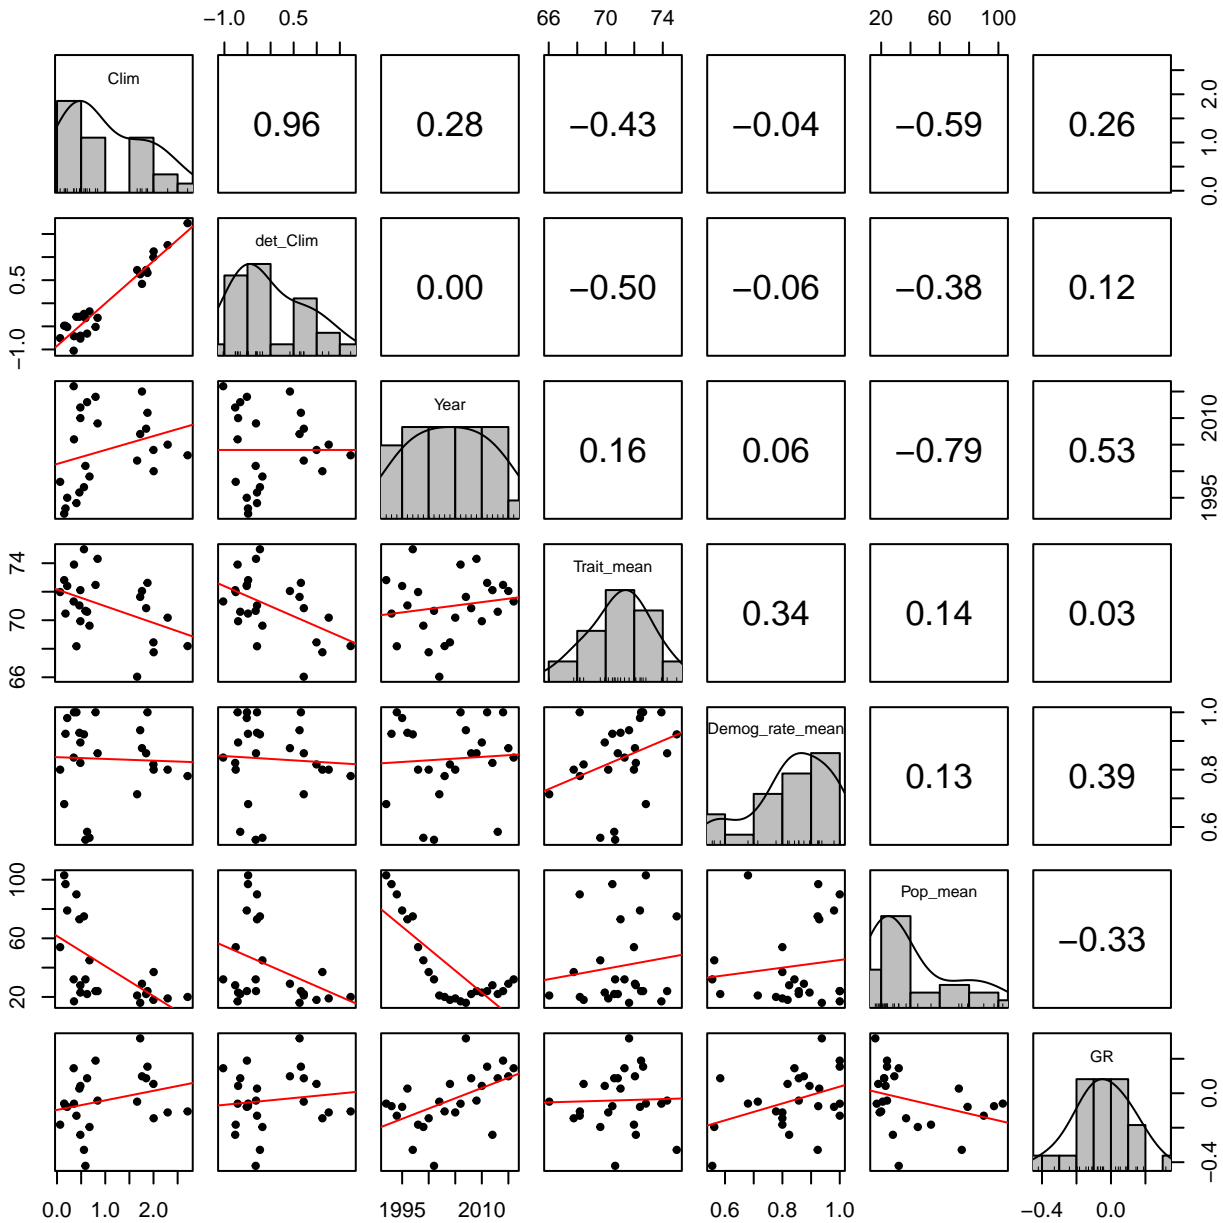 −1.0 0.5 66 70 74 20 60 100
Clim 0.96 0.28 −0.43 −0.04 −0.59 0.26 0.0 1.0 2.0
−1.0 0.5 det_Clim 0.00 −0.50 −0.06 −0.38 0.12
Year 0.16 0.06 −0.79 0.53 1995 2010
66 70 74 Trait_mean 0.34 0.14 0.03
Demog_rate_mean 0.13 0.39 0.6 0.8 1.0
20 60 100 Pop_mean −0.33
GR −0.4 0.0
0.0 1.0 2.0 1995 2010 0.6 0.8 1.0 −0.4 0.0